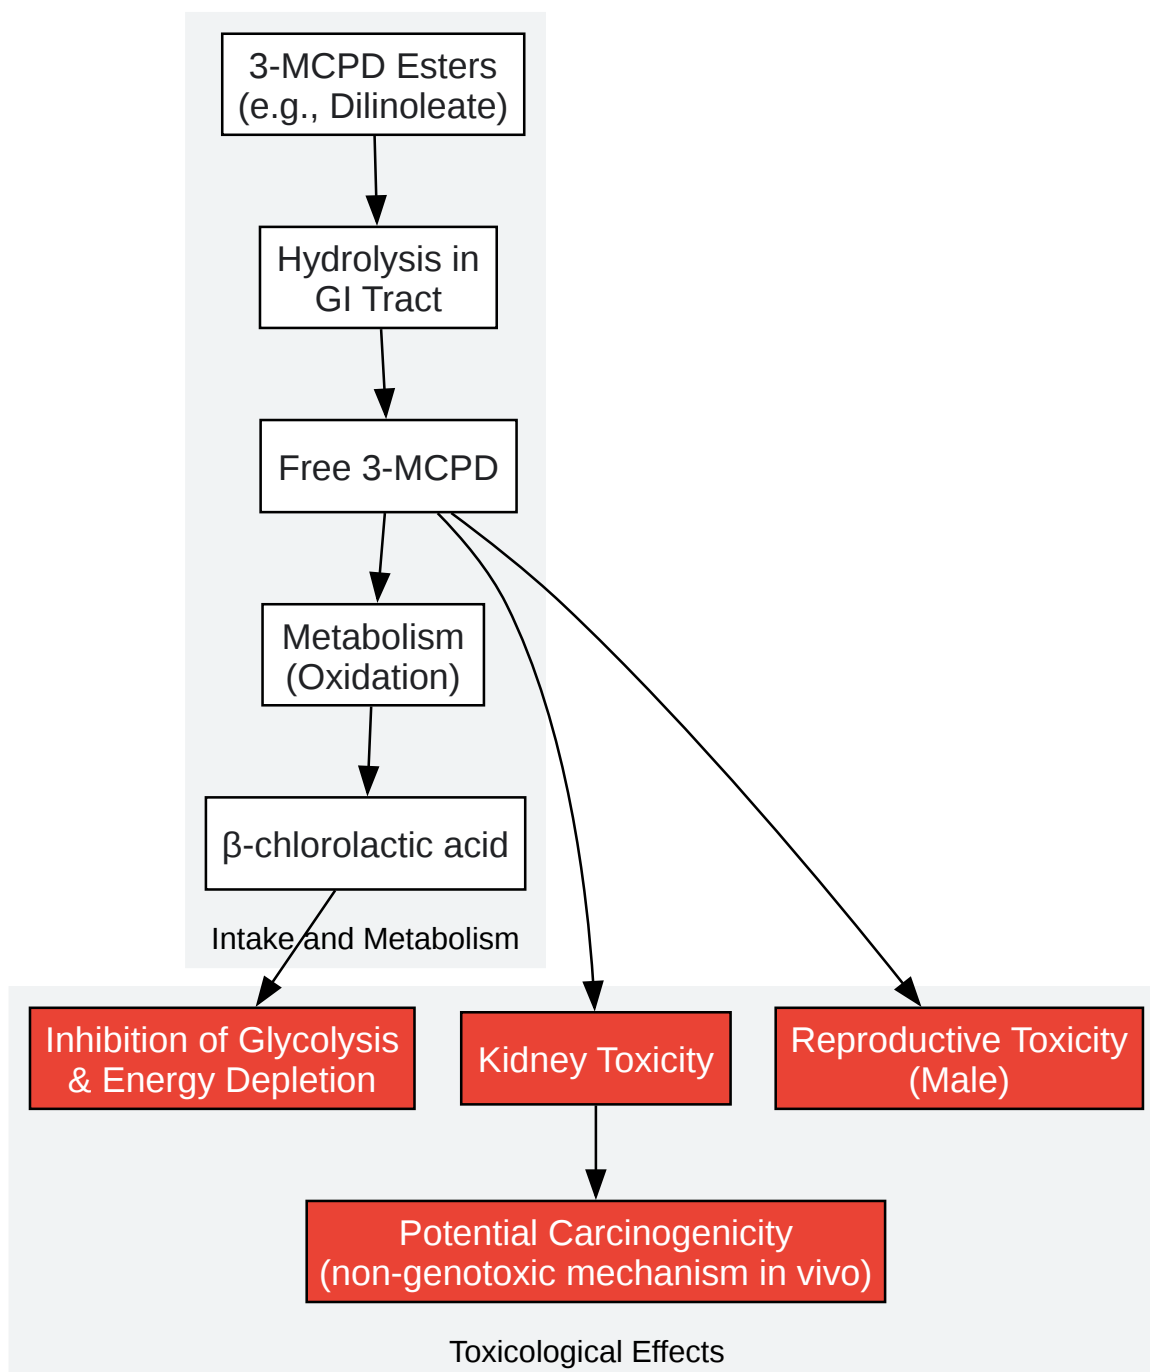 3-MCPD Esters
(e.g., Dilinoleate)
Hydrolysis in
GI Tract
Free 3-MCPD
Metabolism
(Oxidation)
β-chlorolactic acid
Intake and Metabolism
Inhibition of Glycolysis
& Energy Depletion
Kidney Toxicity
Reproductive Toxicity
(Male)
Potential Carcinogenicity
(non-genotoxic mechanism in vivo)
Toxicological Effects